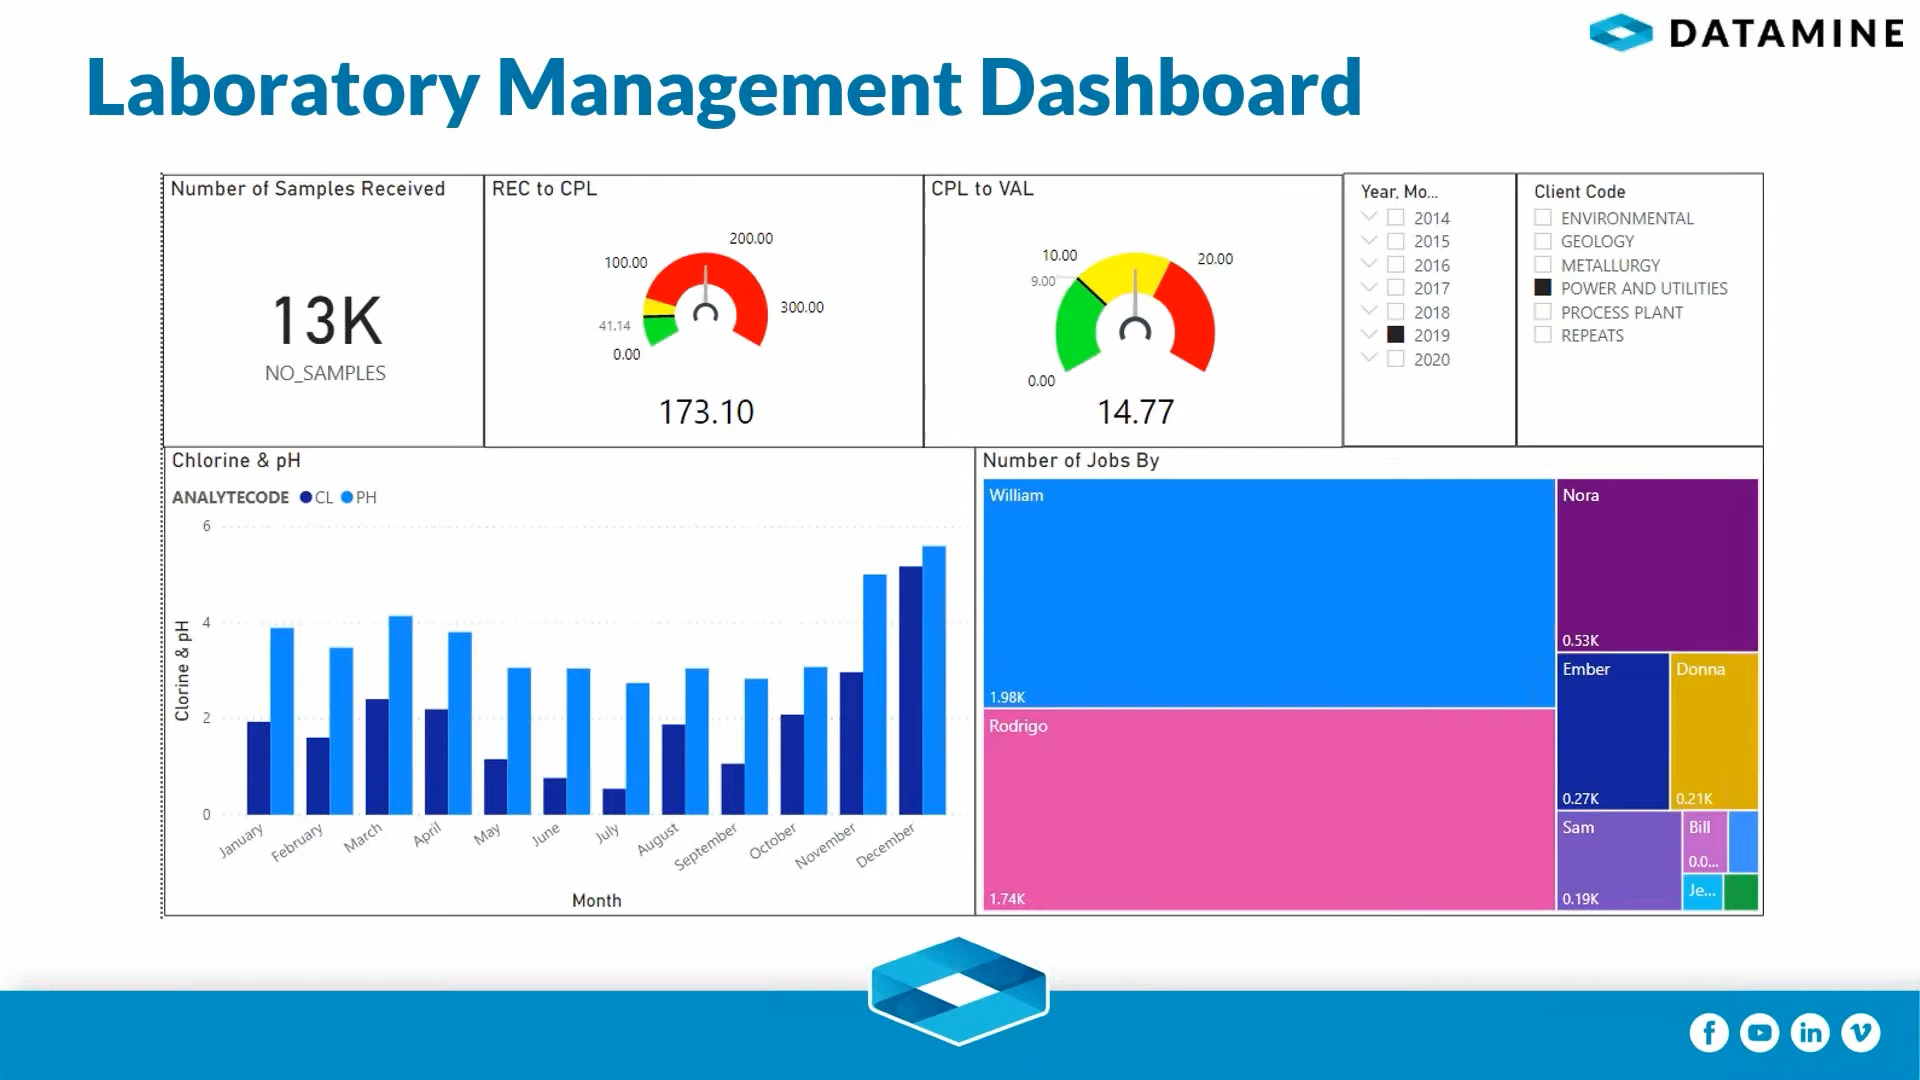 DATAMINE
Laboratory Management Dashboard
Number of Samples Received
13K
NO_SAMPLES
REC to CPL
200.00
100.00
300.00
41.14
0.00
173.10
CPL to VAL
10.00
20.00
9.00
0.00
14.77
Year, Mo...
2014
2015
2016
2017
2018
2019
2020
Client Code
ENVIRONMENTAL
GEOLOGY
METALLURGY
POWER AND UTILITIES
PROCESS PLANT
REPEATS
Chlorine & pH
ANALYTECODE CL PH
Clorine & pH
6
4
2
0
January
February
March
April
May
June
July
August
September
October
November
December
Month
Number of Jobs By
William
1.98K
Rodrigo
1.74K
Nora
0.53K
Ember
0.27K
Donna
0.21K
Sam
0.19K
Bill
0.0...
Je...
f
in
v